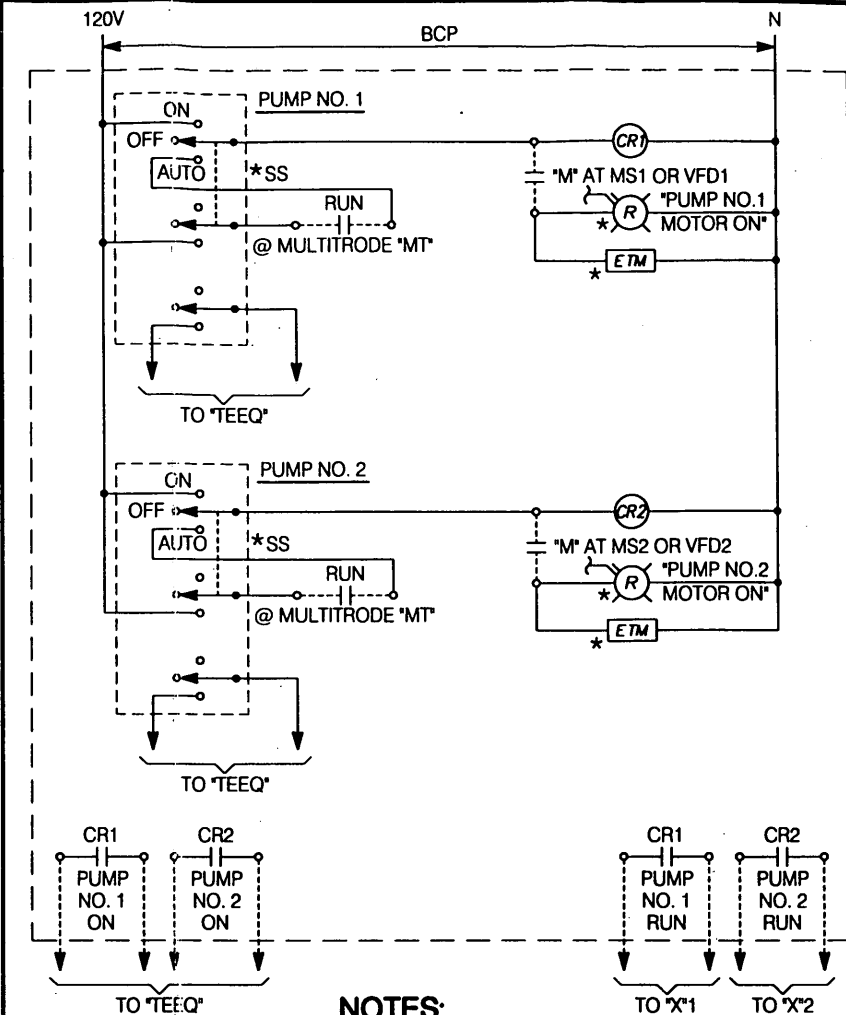 120V
N
BCP
PUMP NO. 1
ON
OFF
AUTO
*SS
RUN
@ MULTITRODE "MT"
CR1
"M" AT MS1 OR VFD1
R
*
"PUMP NO.1
MOTOR ON"
ETM
*
TO "TEEQ"
PUMP NO. 2
ON
OFF
AUTO
*SS
RUN
@ MULTITRODE "MT"
CR2
"M" AT MS2 OR VFD2
R
*
"PUMP NO.2
MOTOR ON"
ETM
*
TO "TEEQ"
CR1
PUMP
NO. 1
ON
CR2
PUMP
NO. 2
ON
CR1
PUMP
NO. 1
RUN
CR2
PUMP
NO. 2
RUN
TO "TEEQ"
NOTES:
TO "X"1
TO "X"2